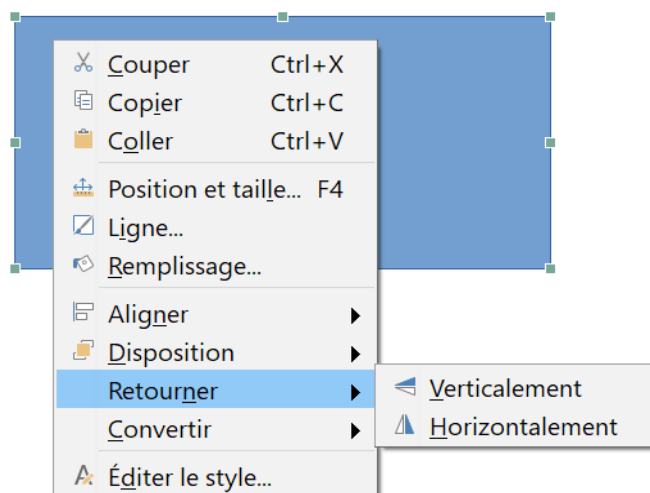 Couper Ctrl+X
Copier Ctrl+C
Coller Ctrl+V
Position et taille... F4
Ligne...
Remplissage...
Aligner
Disposition
Retourner
Verticalement
Convertir
Horizontalement
Éditer le style...